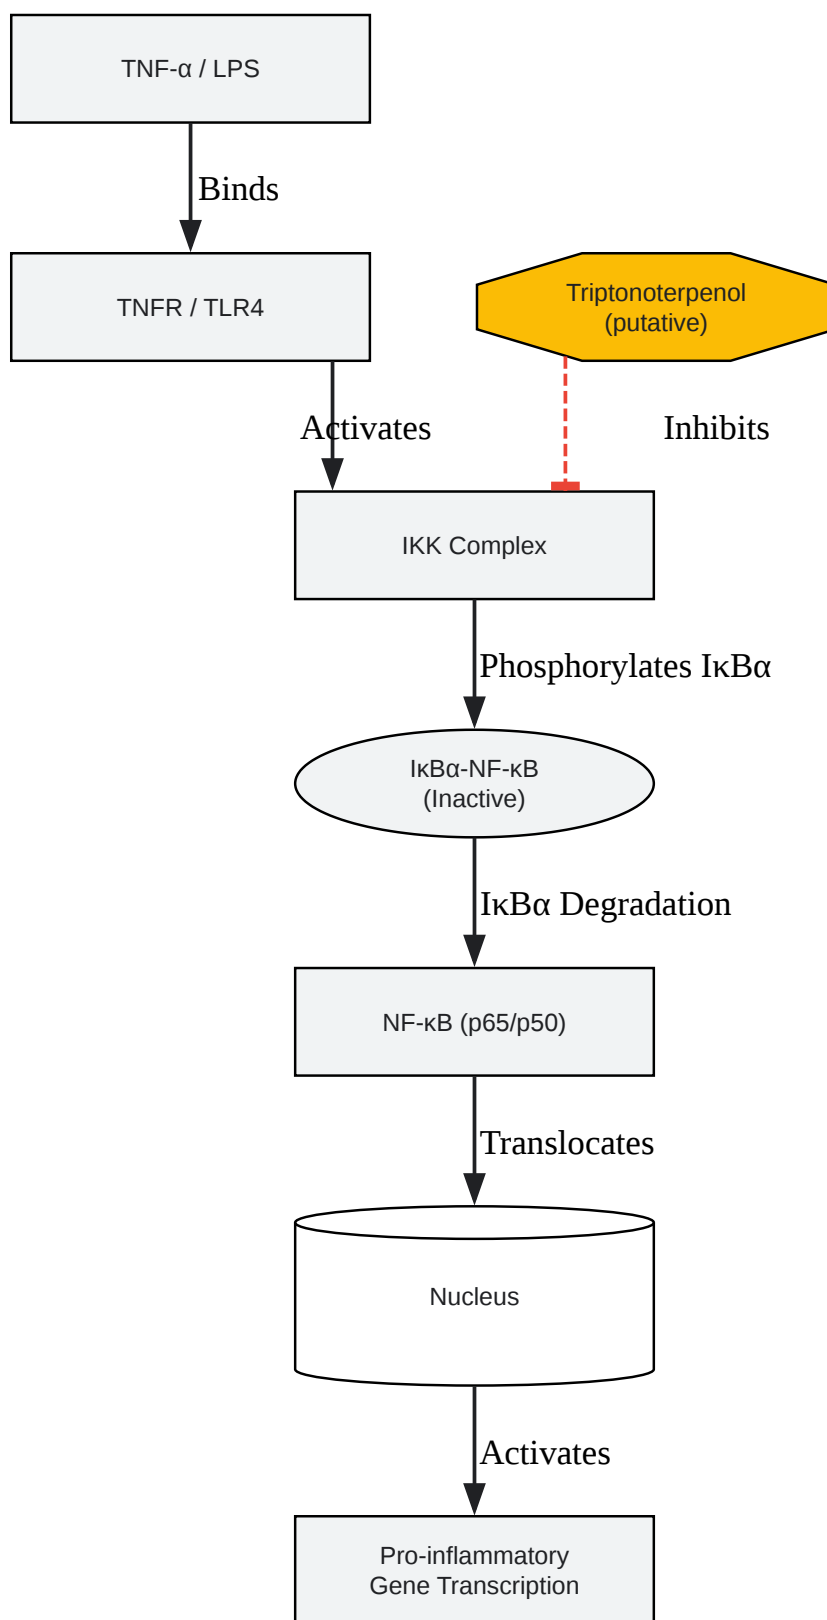 TNF-α / LPS
Binds
TNFR / TLR4
Triptonoterpenol
(putative)
Activates
Inhibits
IKK Complex
Phosphorylates IκBα
IκBα-NF-κB
(Inactive)
IκBα Degradation
NF-κB (p65/p50)
Translocates
Nucleus
Activates
Pro-inflammatory
Gene Transcription